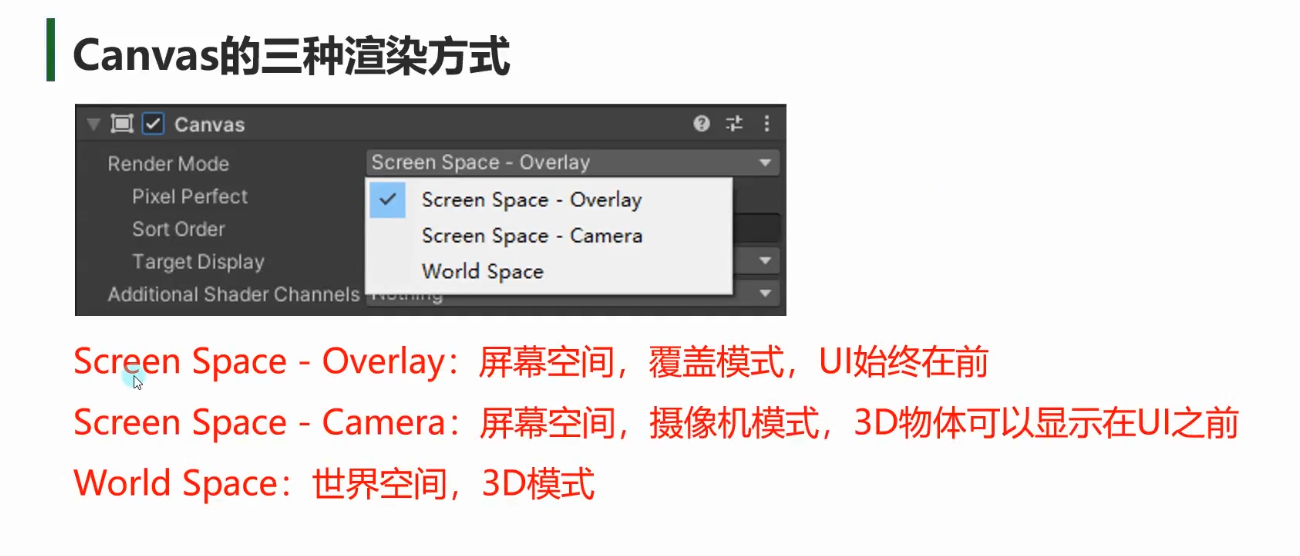 Canvas的三种渲染方式
Canvas
Render Mode
Screen Space - Overlay
Pixel Perfect
Screen Space - Overlay
Sort Order
Screen Space - Camera
Target Display
World Space
Additional Shader Channels
Nothing
Screen Space - Overlay：屏幕空间，覆盖模式，UI始终在前
Screen Space - Camera：屏幕空间，摄像机模式，3D物体可以显示在UI之前
World Space：世界空间，3D模式